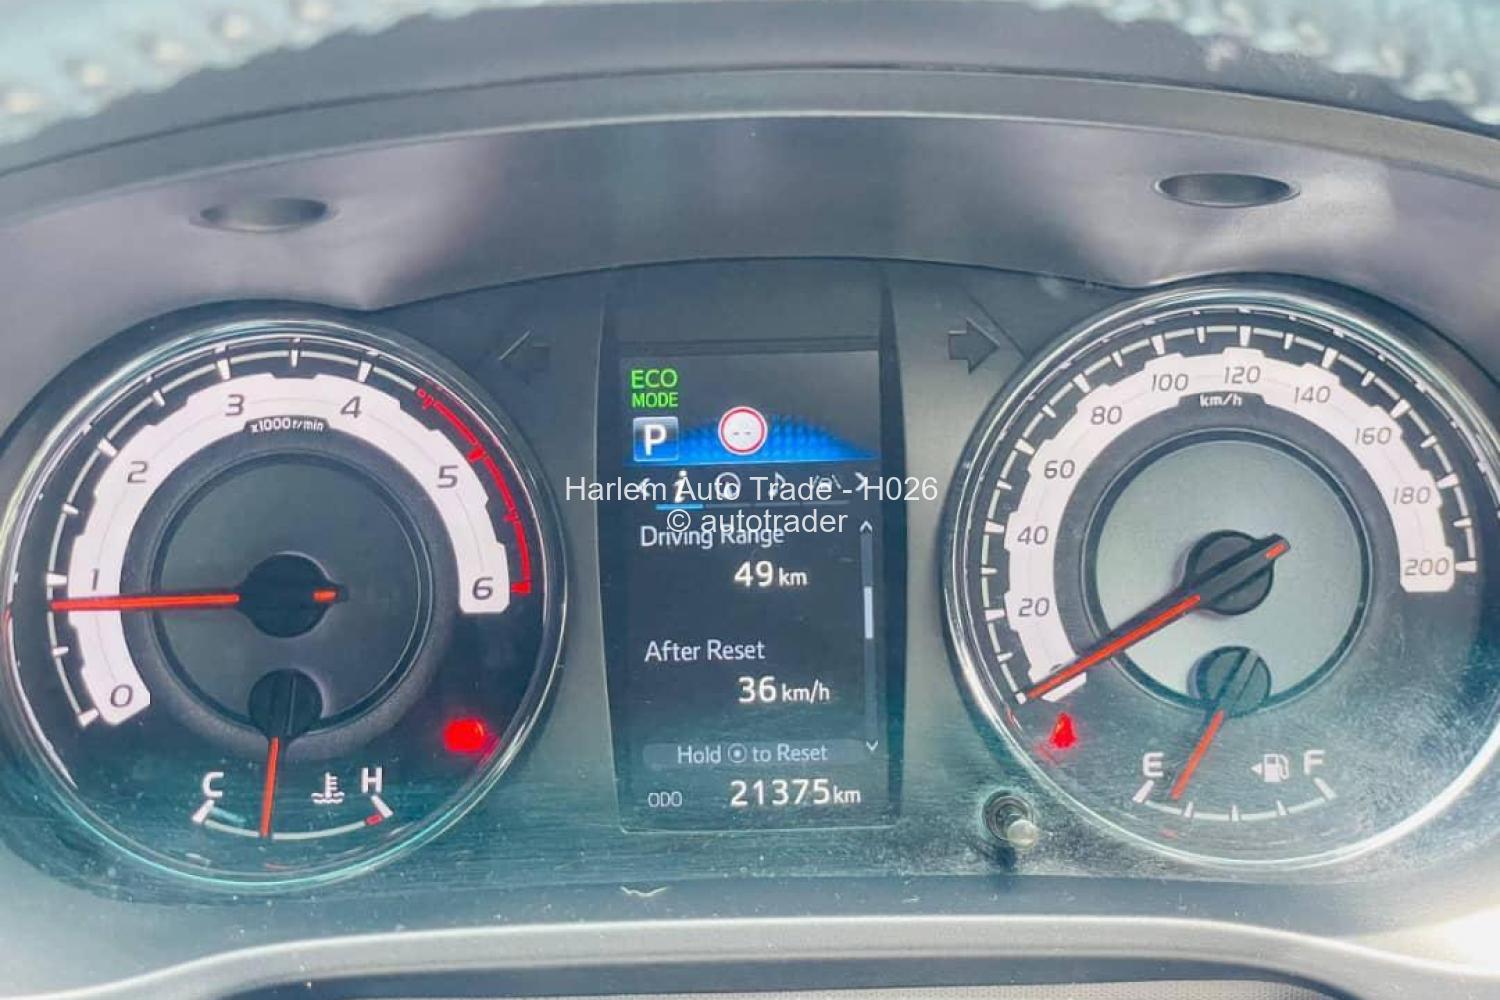 3 4
x1000r/min
2 5
1 6
0
C H
ECO
MODE
P
--
Harlem Auto Trade - H026
© autotrader
Driving Range
49 km
After Reset
36 km/h
Hold to Reset
ODO 21375 km
100 120 140
km/h
80 160
60 180
40 200
20
0
E F